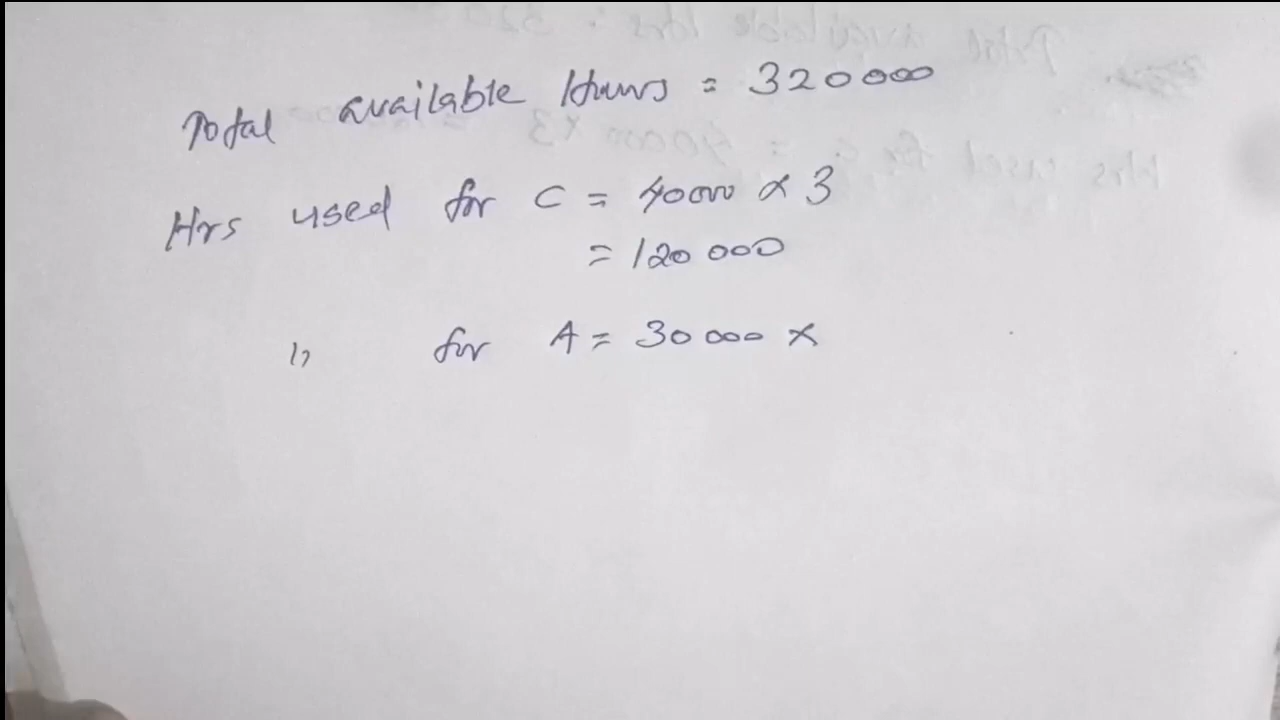 Total available Hours = 320000
Hrs used for C = 40000 × 3
= 120 000
" for A = 30 000 ×